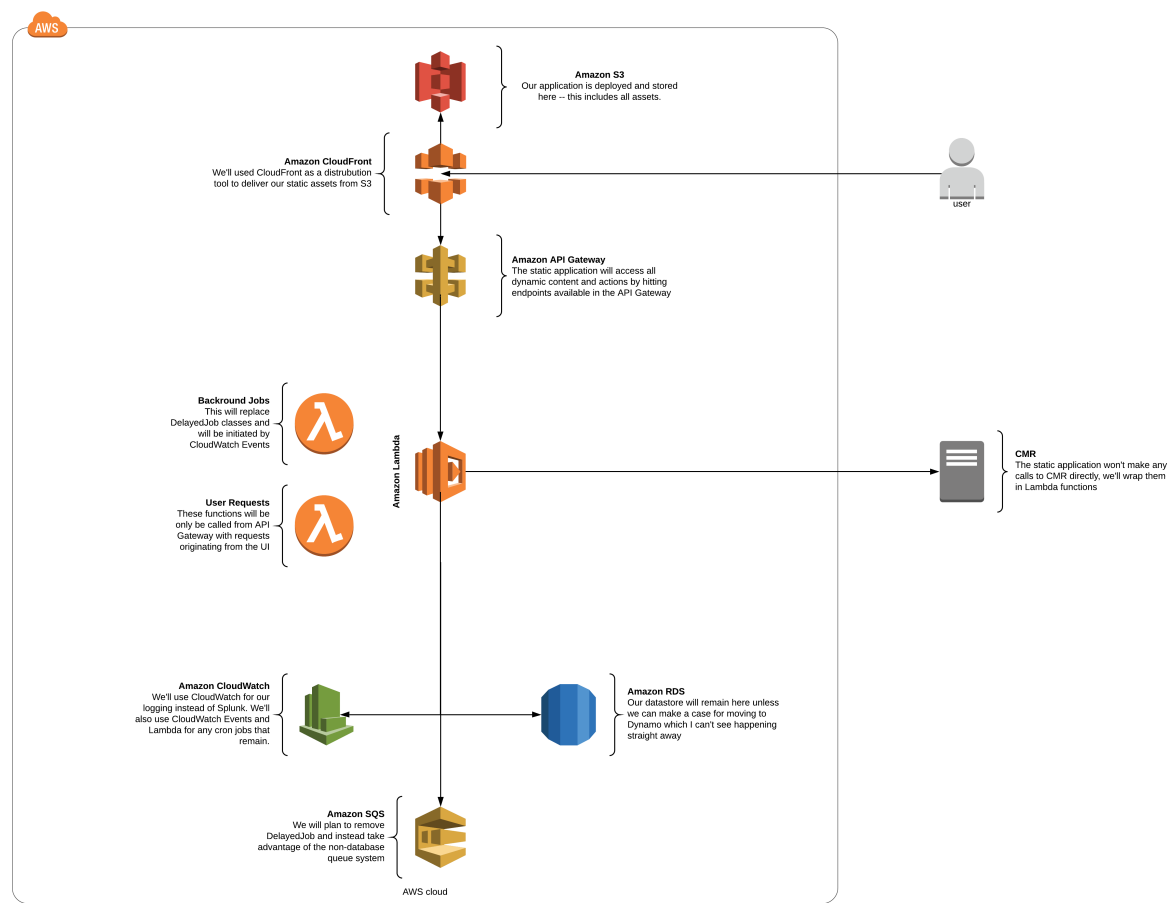 AWS
Amazon S3
Our application is deployed and stored
here -- this includes all assets.
Amazon CloudFront
We'll used CloudFront as a distrubution
tool to deliver our static assets from S3
user
Amazon API Gateway
The static application will access all
dynamic content and actions by hitting
endpoints available in the API Gateway
Backround Jobs
This will replace
DelayedJob classes and
will be initiated by
CloudWatch Events
Amazon Lambda
CMR
The static application won't make any
calls to CMR directly, we'll wrap them
in Lambda functions
User Requests
These functions will be
only be called from API
Gateway with requests
originating from the UI
Amazon CloudWatch
We'll use CloudWatch for our
logging instead of Splunk. We'll
also use CloudWatch Events and
Lambda for any cron jobs that
remain.
Amazon RDS
Our datastore will remain here unless
we can make a case for moving to
Dynamo which I can't see happening
straight away
Amazon SQS
We will plan to remove
DelayedJob and instead take
advantage of the non-database
queue system
AWS cloud